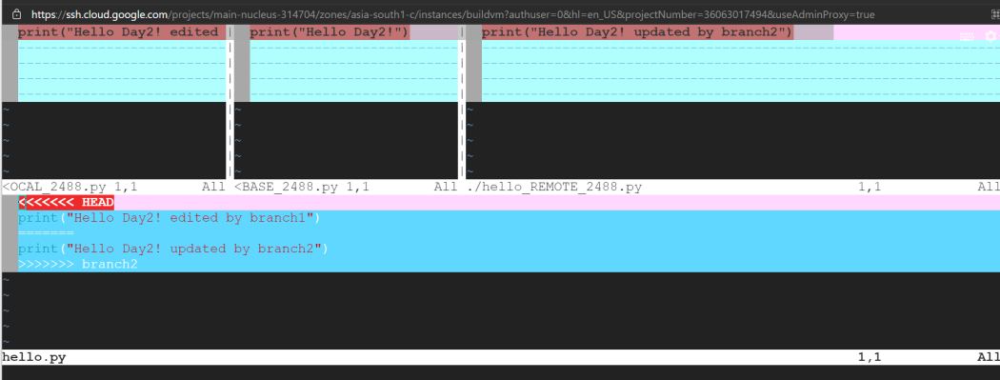 https://ssh.cloud.google.com/projects/main-nucleus-314704/zones/asia-south1-c/instances/buildvm?authuser=0&hl=en_US&projectNumber=36063017494&useAdminProxy=true
print("Hello Day2! edited | print("Hello Day2!") | print("Hello Day2! updated by branch2")
~ | ~ | ~
~ | ~ | ~
~ | ~ | ~
~ | ~ | ~
~ | ~ | ~
<OCAL_2488.py 1,1 All <BASE_2488.py 1,1 All ./hello_REMOTE_2488.py 1,1 All
<<<<<<< HEAD
print("Hello Day2! edited by branch1")
=======
print("Hello Day2! updated by branch2")
>>>>>>> branch2
~
~
~
~
~
hello.py 1,1 All